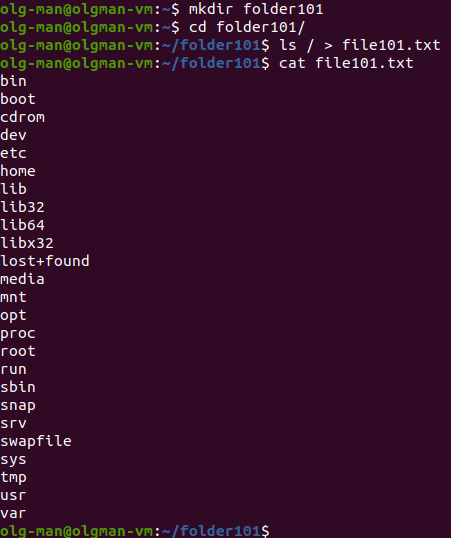 olg-man@olgman-vm:~$ mkdir folder101
olg-man@olgman-vm:~$ cd folder101/
olg-man@olgman-vm:~/folder101$ ls / > file101.txt
olg-man@olgman-vm:~/folder101$ cat file101.txt
bin
boot
cdrom
dev
etc
home
lib
lib32
lib64
libx32
lost+found
media
mnt
opt
proc
root
run
sbin
snap
srv
swapfile
sys
tmp
usr
var
olg-man@olgman-vm:~/folder101$